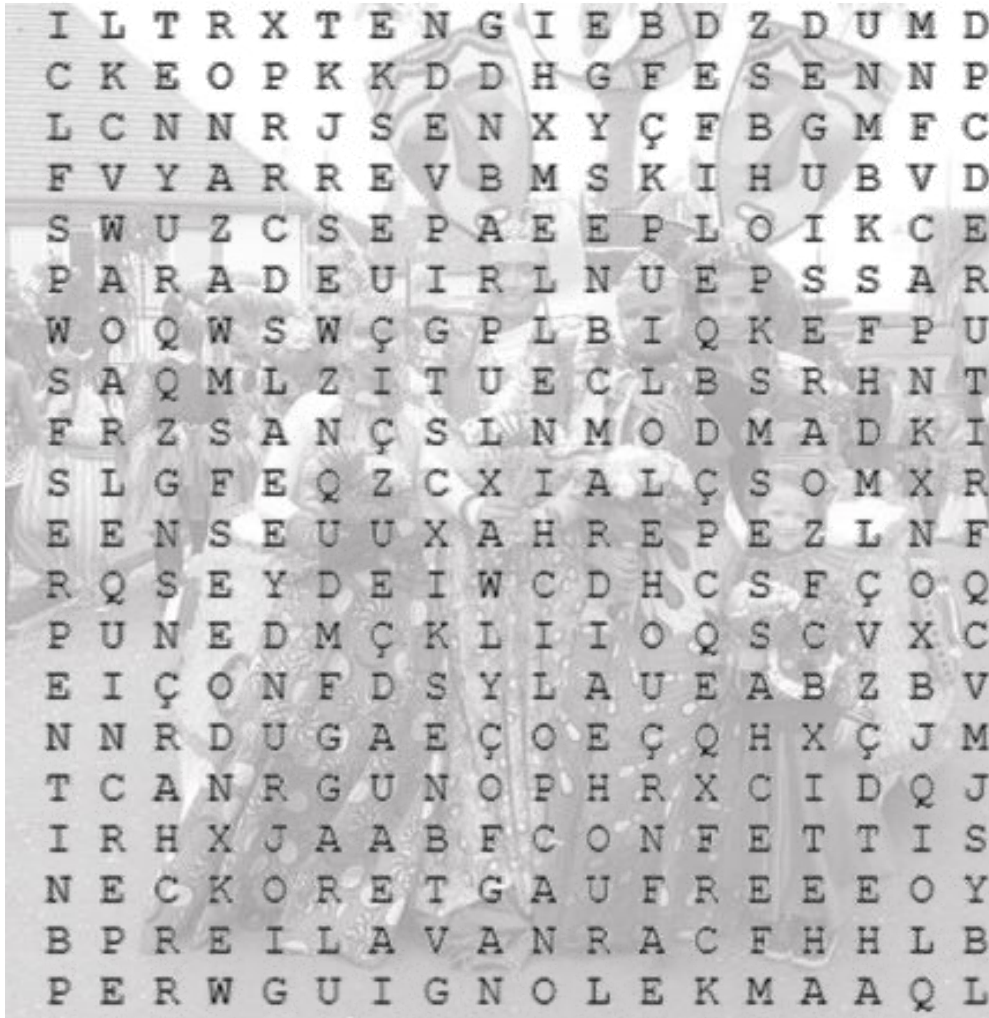 I L T R X T E N G I E B D Z D U M D
C K E O P K K D D H G F E S E N N P
L C N N R J S E N X Y Ç F B G M F C
F V Y A R R E V B M S K I H U B V D
S W U Z C S E P A E E P L O I K C E
P A R A D E U I R L N U E P S S A R
W O Q W S W Ç G P L B I Q K E F P U
S A Q M L Z I T U E C L B S R H N T
F R Z S A N Ç S L N M O D M A D K I
S L G F E Q Z C X I A L Ç S O M X R
E E N S E U U X A H R E P E Z L N F
R Q S E Y D E I W C D H C S F Ç O Q
P U N E D M Ç K L I I O Q S C V X C
E I Ç O N F D S Y L A U E A B Z B V
N N R D U G A E Ç O E Ç Q H X Ç J M
T C A N R G U N O P H R X C I D Q J
I R H X J A A B F C O N F E T T I S
N E C K O R E T G A U F R E E E O Y
B P R E I L A V A N R A C F H H L B
P E R W G U I G N O L E K M A A Q L